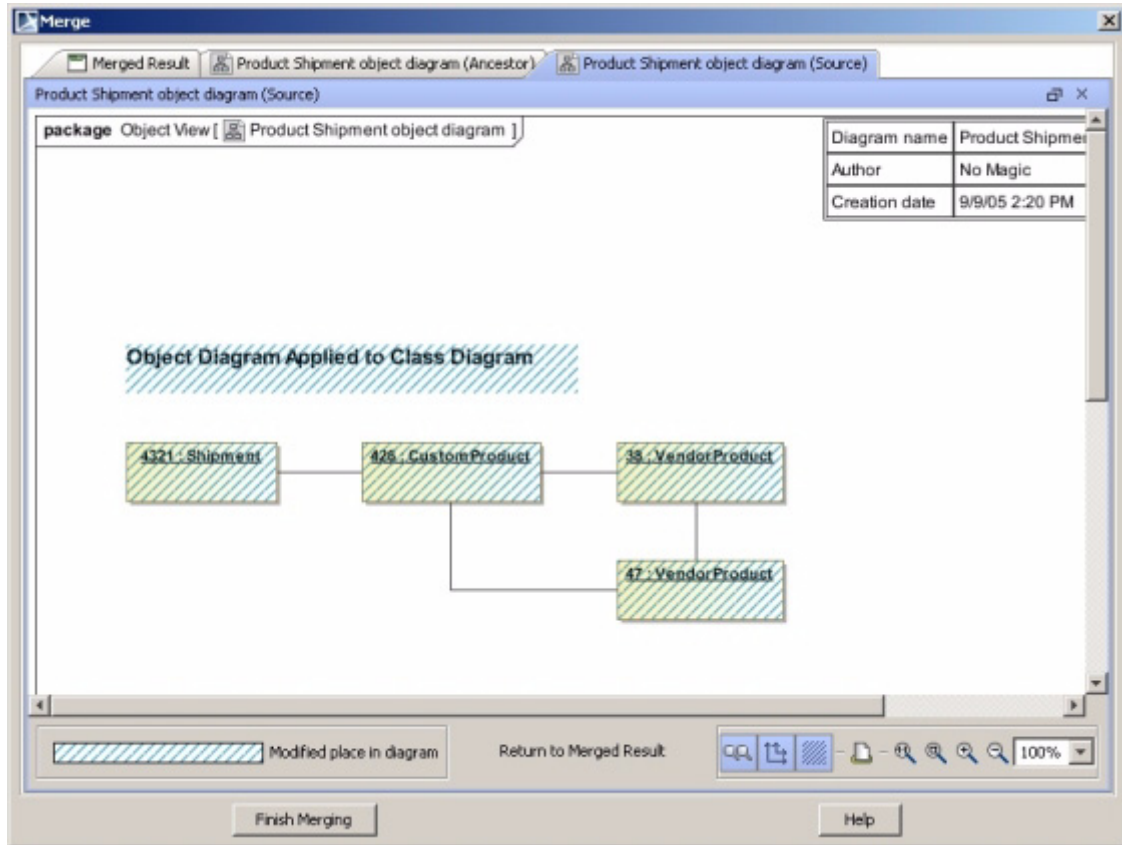 Merge
Merged Result Product Shipment object diagram (Ancestor) Product Shipment object diagram (Source)
Product Shipment object diagram (Source)
package Object View [ Product Shipment object diagram ]
Diagram name Product Shipmen
Author No Magic
Creation date 9/9/05 2:20 PM
Object Diagram Applied to Class Diagram
4321 : Shipment 426 : CustomProduct 38 : VendorProduct
47 : VendorProduct
Modified place in diagram Return to Merged Result 100%
Finish Merging Help